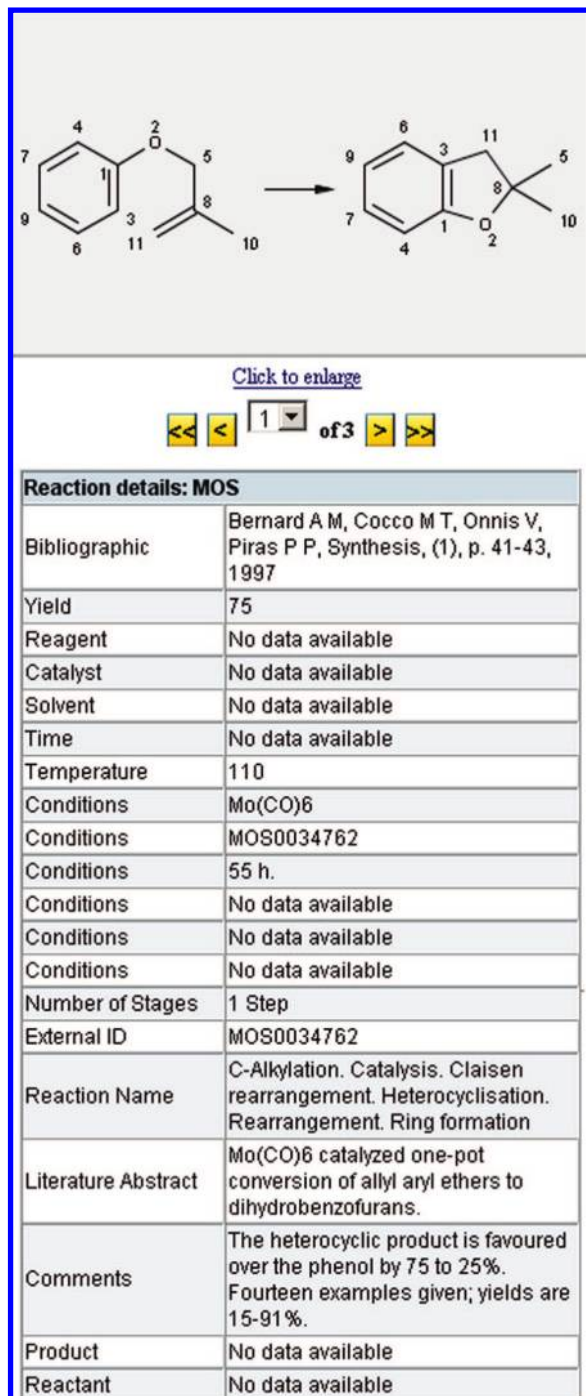 4
2
O
7
1
5
8
9
3
6
11
10
6
11
9
3
5
8
7
1
O
2
10
4
Click to enlarge
<< < 1 of 3 > >>
Reaction details: MOS
Bibliographic
Bernard A M, Cocco M T, Onnis V,
Piras P P, Synthesis, (1), p. 41-43,
1997
Yield 75
Reagent No data available
Catalyst No data available
Solvent No data available
Time No data available
Temperature 110
Conditions Mo(CO)6
Conditions MOS0034762
Conditions 55 h.
Conditions No data available
Conditions No data available
Conditions No data available
Number of Stages 1 Step
External ID MOS0034762
Reaction Name
C-Alkylation. Catalysis. Claisen
rearrangement. Heterocyclisation.
Rearrangement. Ring formation
Literature Abstract
Mo(CO)6 catalyzed one-pot
conversion of allyl aryl ethers to
dihydrobenzofurans.
Comments
The heterocyclic product is favoured
over the phenol by 75 to 25%.
Fourteen examples given; yields are
15-91%.
Product No data available
Reactant No data available